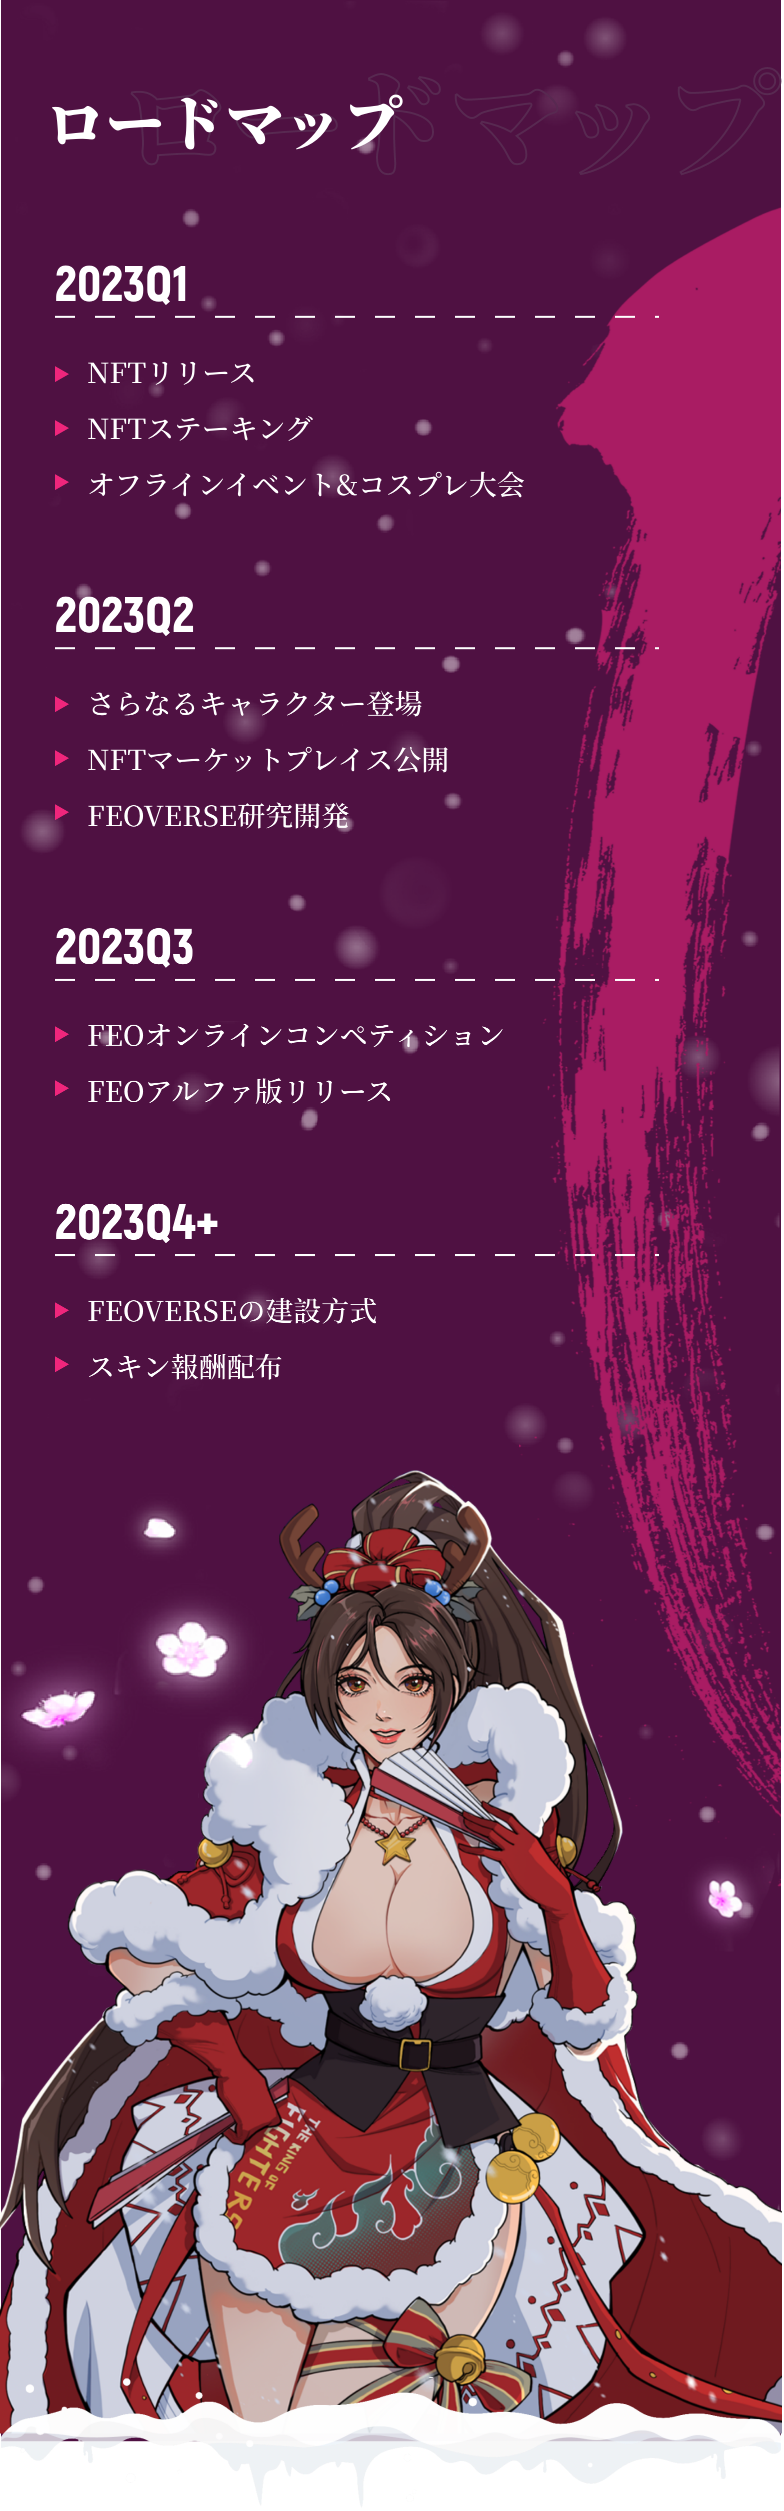 ロードマップ
2023Q1
NFTリリース
NFTステーキング
オフラインイベント&コスプレ大会
2023Q2
さらなるキャラクター登場
NFTマーケットプレイス公開
FEOVERSE研究開発
2023Q3
FEOオンラインコンペティション
FEOアルファ版リリース
2023Q4+
FEOVERSEの建設方式
スキン報酬配布
THE KING OF
FIGHTERS